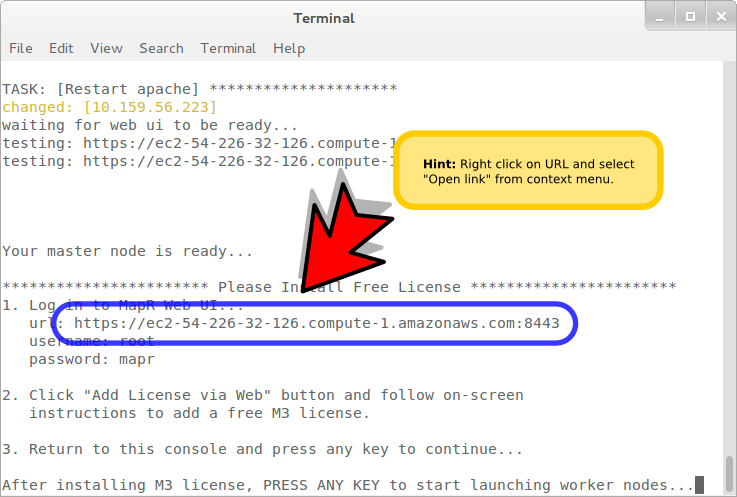 Terminal
File Edit View Search Terminal Help
TASK: [Restart apache] *********************
changed: [10.159.56.223]
waiting for web ui to be ready...
testing: https://ec2-54-226-32-126.compute-1
testing: https://ec2-54-226-32-126.compute-1
Hint: Right click on URL and select
"Open link" from context menu.
Your master node is ready...
*********************** Please Install Free License ***********************
1. Log in to MapR Web UI...
url: https://ec2-54-226-32-126.compute-1.amazonaws.com:8443
username: root
password: mapr
2. Click "Add License via Web" button and follow on-screen
instructions to add a free M3 license.
3. Return to this console and press any key to continue...
After installing M3 license, PRESS ANY KEY to start launching worker nodes...